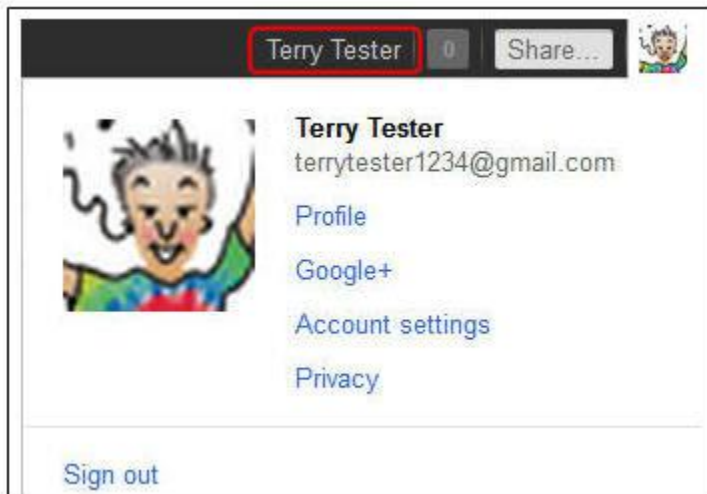 Terry Tester 0 Share...
Terry Tester
terrytester1234@gmail.com
Profile
Google+
Account settings
Privacy
Sign out